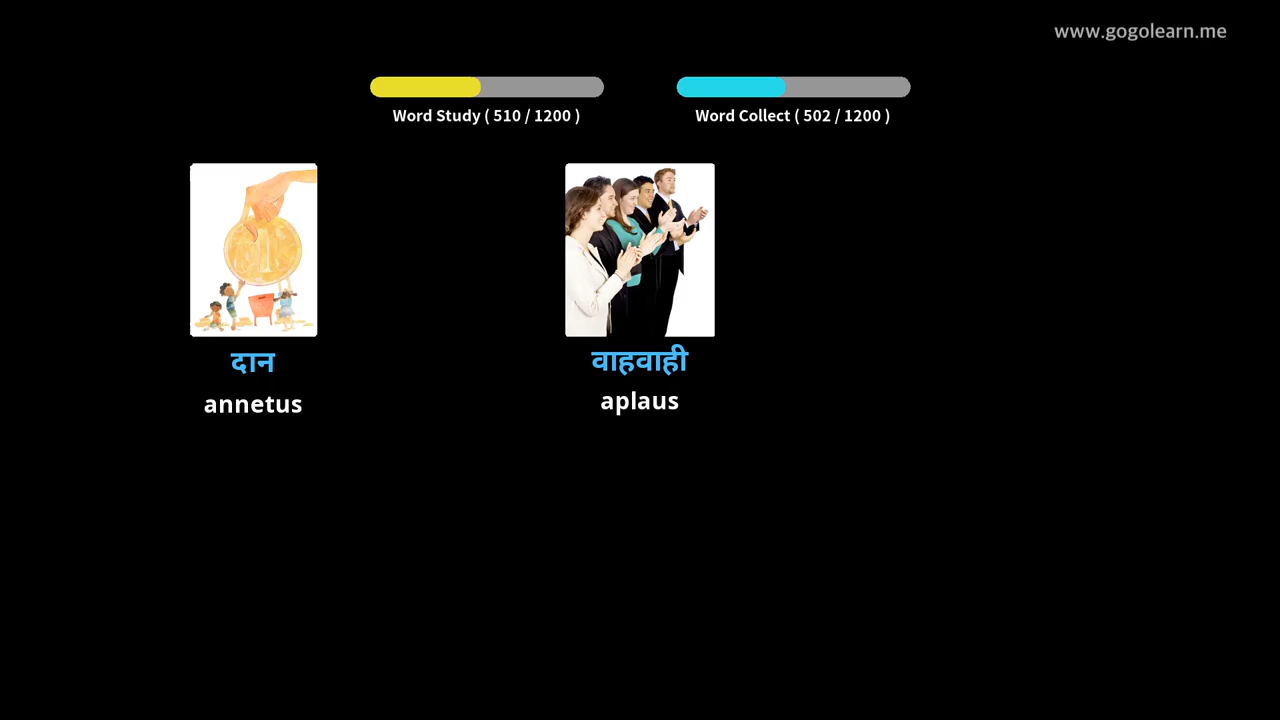 www.gogolearn.me
Word Study ( 510 / 1200 )
Word Collect ( 502 / 1200 )
दान
वाहवाही
annetus
aplaus